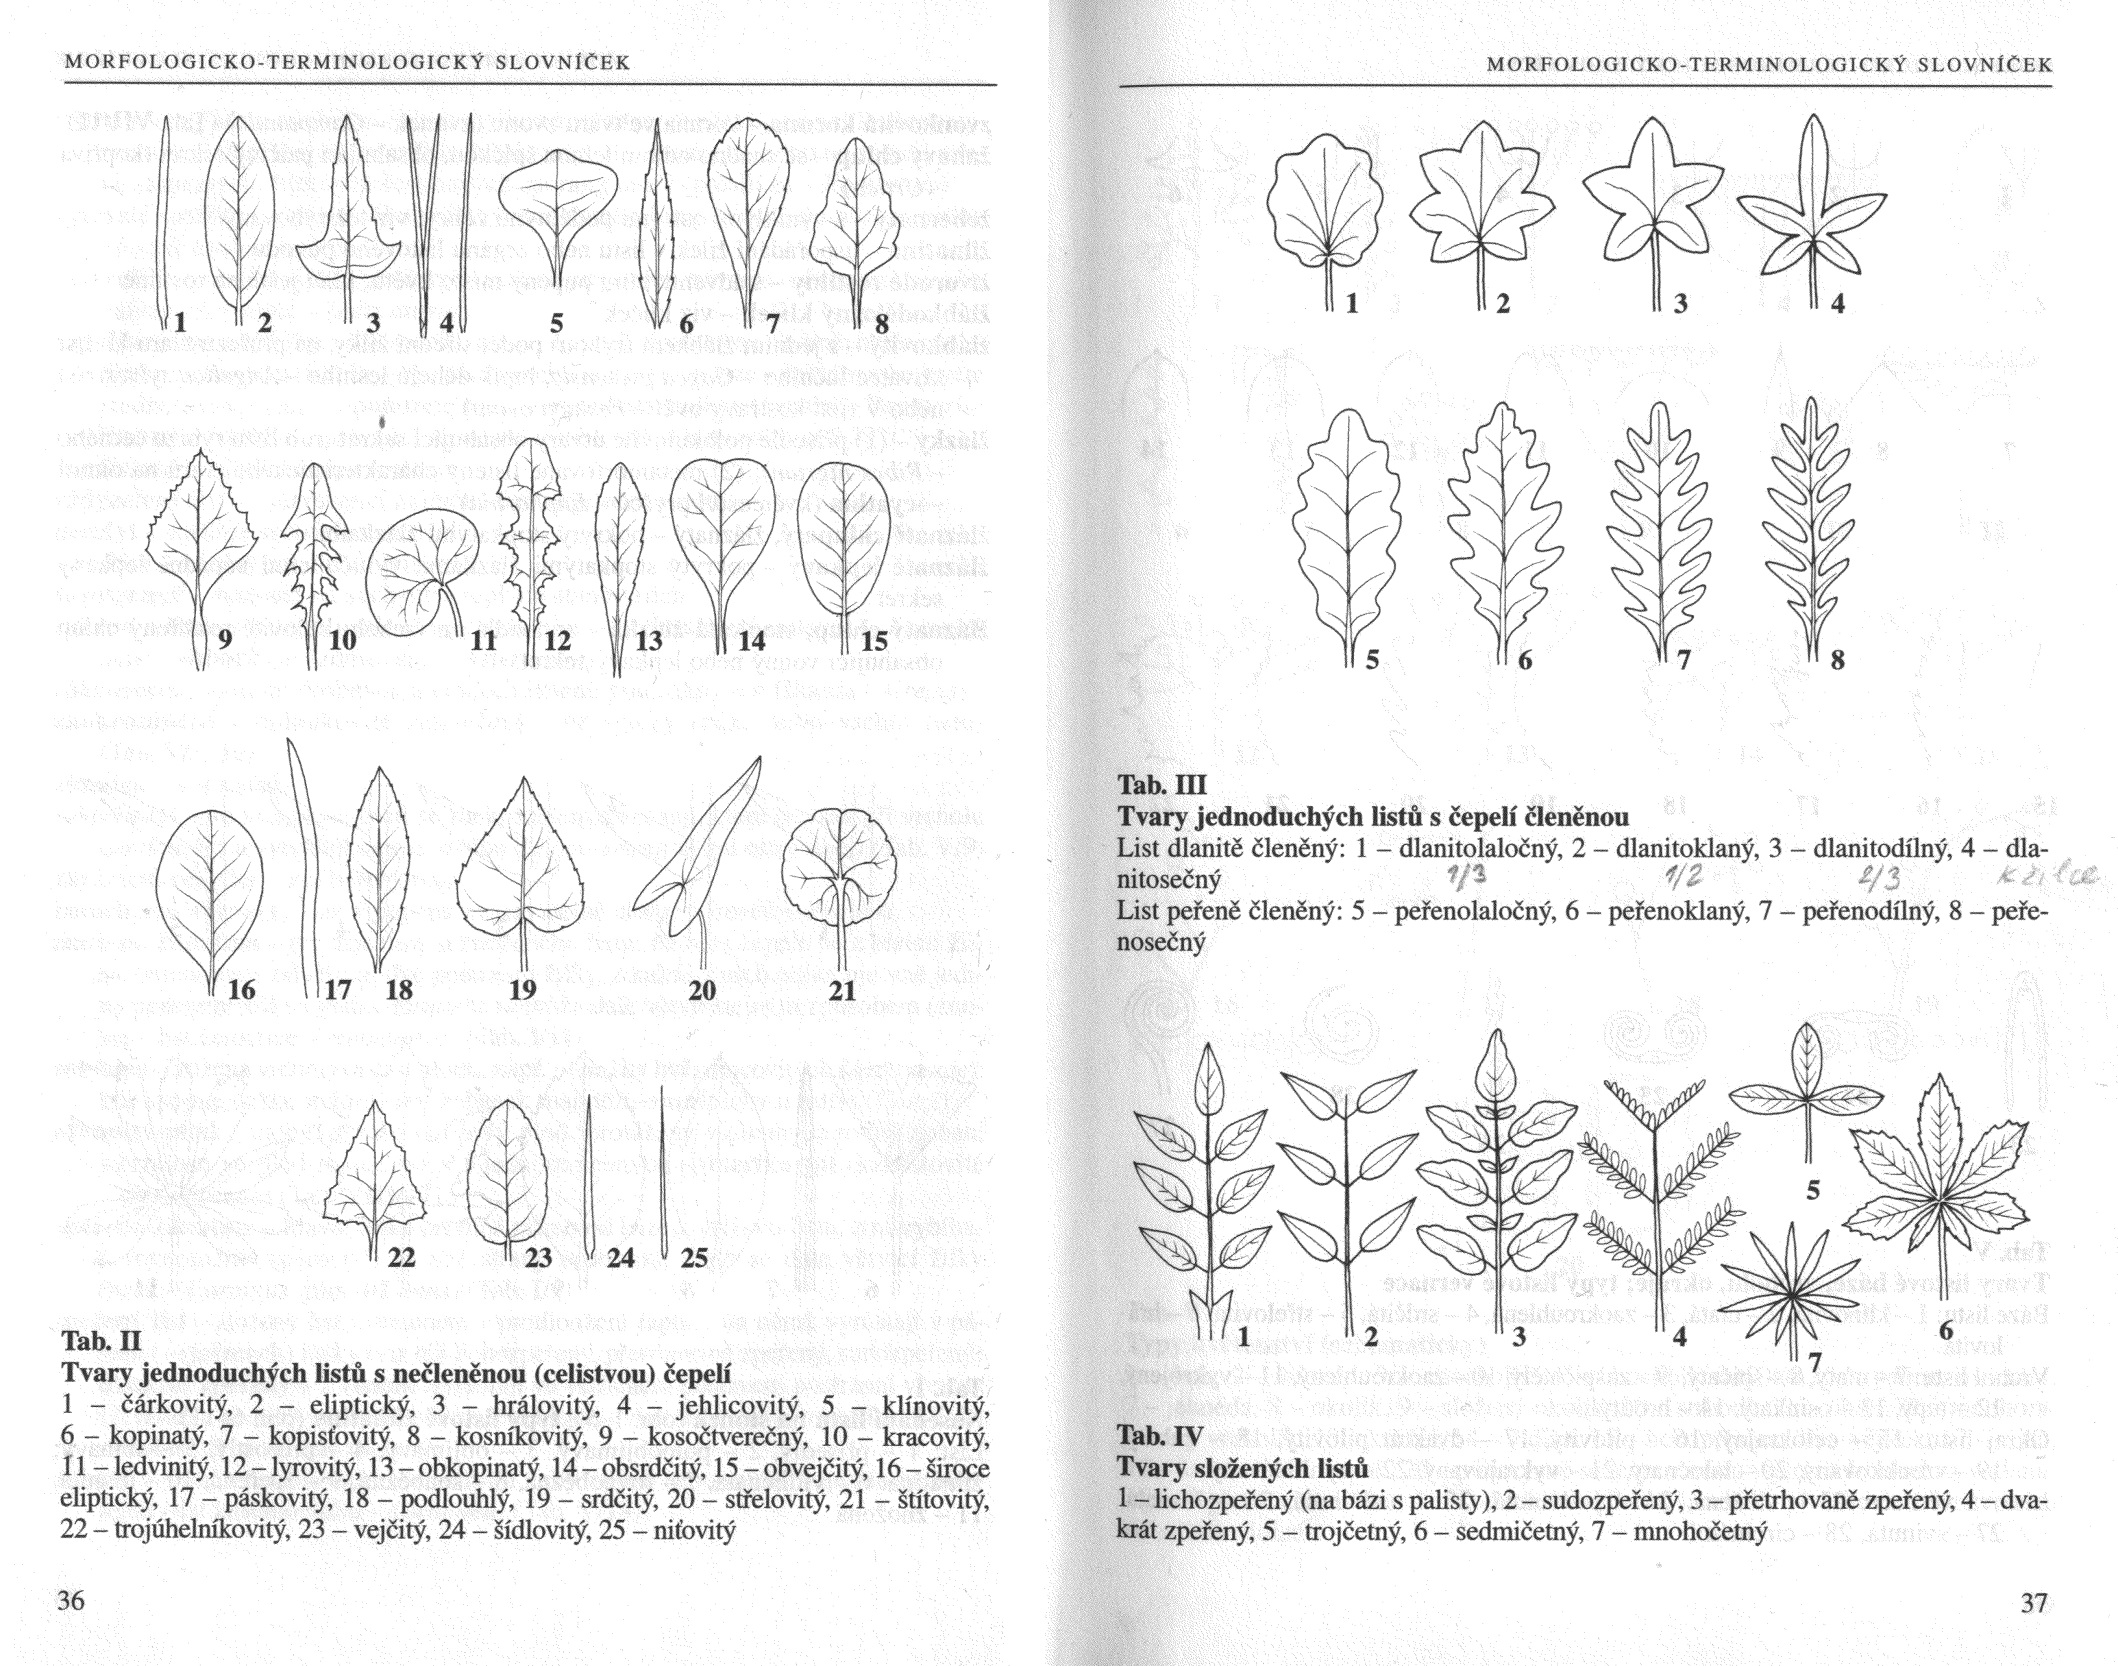 MORFOLOGICKO-TERMINOLOGICKÝ SLOVNÍČEK
1 2 3 4 5 6 7 8
9 10 11 12 13 14 15
16 17 18 19 20 21
22 23 24 25
Tab. II
Tvary jednoduchých listů s nečleněnou (celistvou) čepelí
1 – čárkovitý, 2 – eliptický, 3 – hrálovitý, 4 – jehlicovitý, 5 – klínovitý,
6 – kopinatý, 7 – kopisťovitý, 8 – kosníkovitý, 9 – kosočtverečný, 10 – kracovitý,
11 – ledvinitý, 12 – lyrovitý, 13 – obkopinatý, 14 – obsrdčitý, 15 – obvejčitý, 16 – široce
eliptický, 17 – páskovitý, 18 – podlouhlý, 19 – srdčitý, 20 – střelovitý, 21 – štítovitý,
22 – trojúhelníkovitý, 23 – vejčitý, 24 – šídlovitý, 25 – niťovitý
36
MORFOLOGICKO-TERMINOLOGICKÝ SLOVNÍČEK
1 2 3 4
5 6 7 8
Tab. III
Tvary jednoduchých listů s čepelí členěnou
List dlanitě členěný: 1 – dlanitolaločný, 2 – dlanitoklaný, 3 – dlanitodílný, 4 – dla-
nitosečný 1/3 1/2 2/3 k žilce
List peřeně členěný: 5 – peřenolaločný, 6 – peřenoklaný, 7 – peřenodílný, 8 – peře-
nosečný
1 2 3 4 5 6 7
Tab. IV
Tvary složených listů
1 – lichozpeřený (na bázi s palisty), 2 – sudozpeřený, 3 – přetrhovaně zpeřený, 4 – dva-
krát zpeřený, 5 – trojčetný, 6 – sedmičetný, 7 – mnohočetný
37